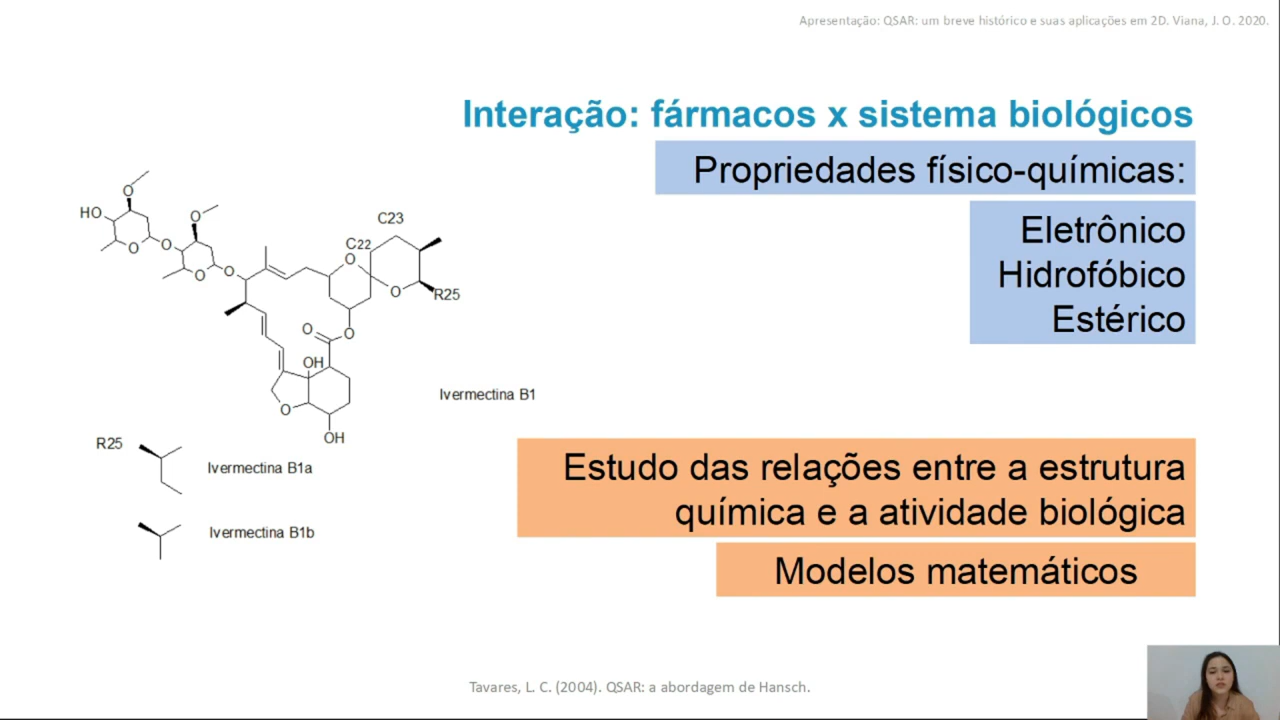 Apresentação: QSAR: um breve histórico e suas aplicações em 2D. Viana, J. O. 2020.
Interação: fármacos x sistema biológicos
Propriedades físico-químicas:
Eletrônico
Hidrofóbico
Estérico
O
HO
O
O
O
O
O
C23
C22
O
O
R25
O
O
OH
O
OH
Ivermectina B1
R25
Ivermectina B1a
Ivermectina B1b
Estudo das relações entre a estrutura
química e a atividade biológica
Modelos matemáticos
Tavares, L. C. (2004). QSAR: a abordagem de Hansch.